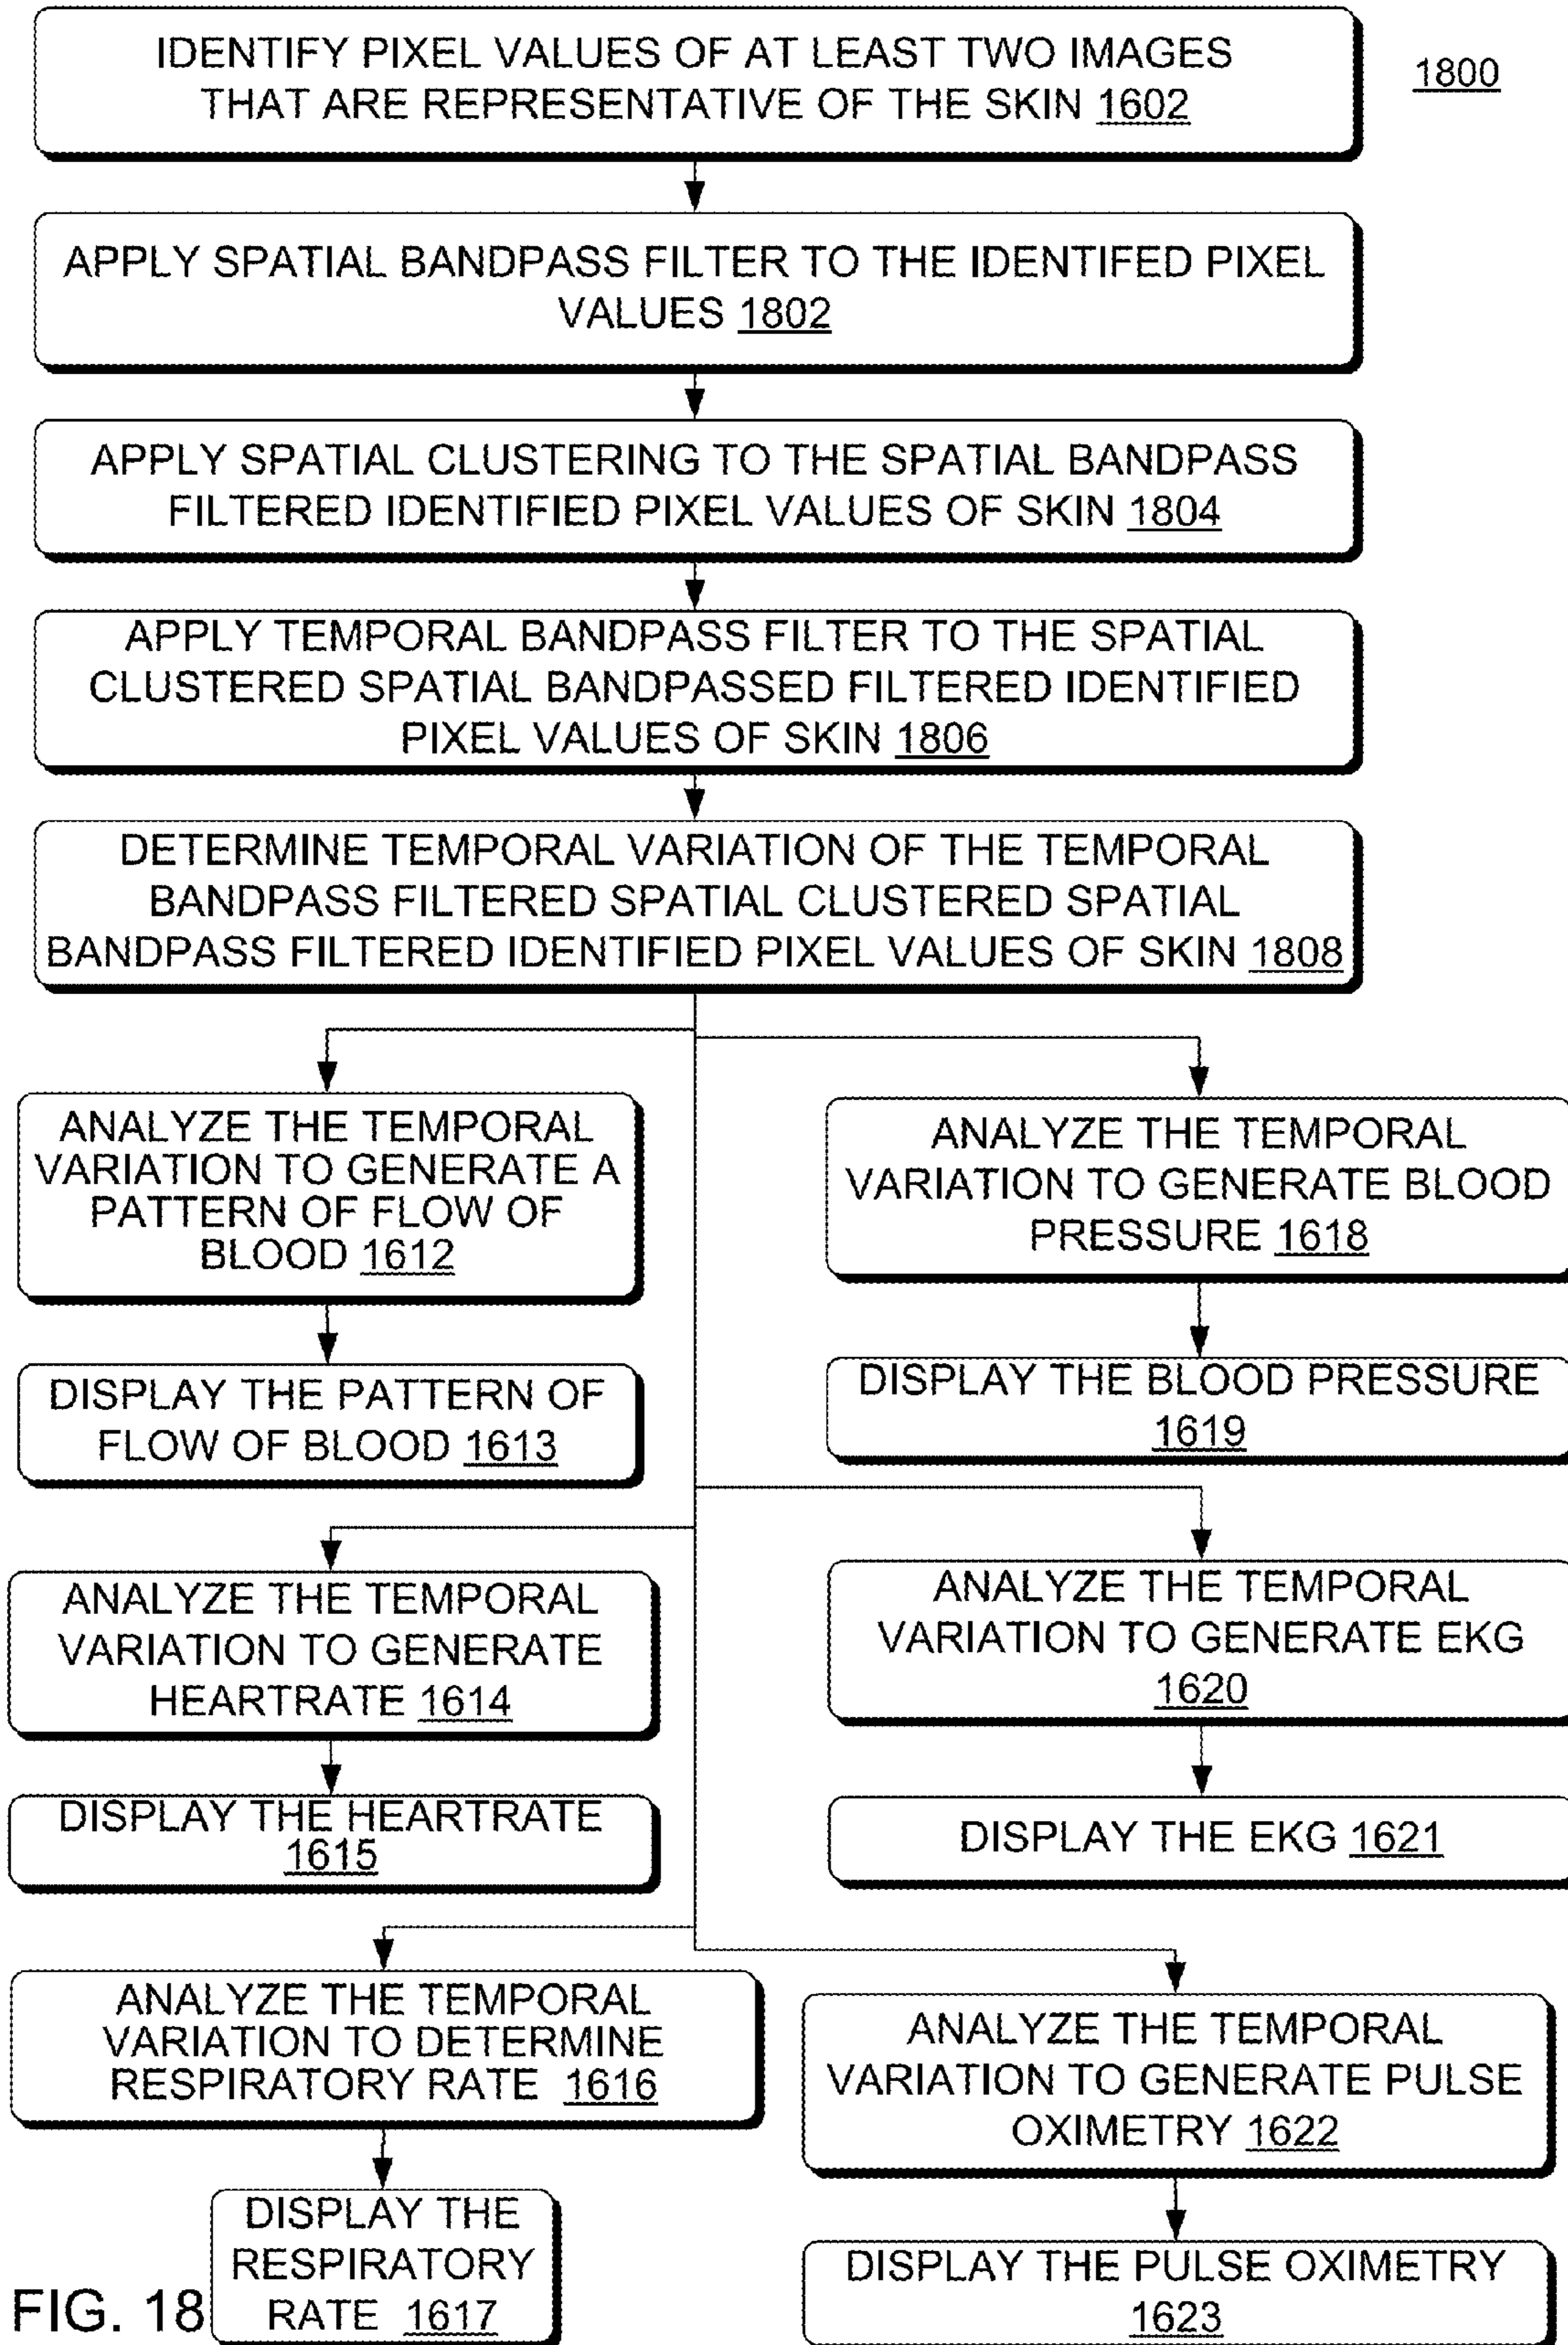 IDENTIFY PIXEL VALUES OF AT LEAST TWO IMAGES
THAT ARE REPRESENTATIVE OF THE SKIN 1602
1800
APPLY SPATIAL BANDPASS FILTER TO THE IDENTIFED PIXEL
VALUES 1802
APPLY SPATIAL CLUSTERING TO THE SPATIAL BANDPASS
FILTERED IDENTIFIED PIXEL VALUES OF SKIN 1804
APPLY TEMPORAL BANDPASS FILTER TO THE SPATIAL
CLUSTERED SPATIAL BANDPASSED FILTERED IDENTIFIED
PIXEL VALUES OF SKIN 1806
DETERMINE TEMPORAL VARIATION OF THE TEMPORAL
BANDPASS FILTERED SPATIAL CLUSTERED SPATIAL
BANDPASS FILTERED IDENTIFIED PIXEL VALUES OF SKIN 1808
ANALYZE THE TEMPORAL
VARIATION TO GENERATE A
PATTERN OF FLOW OF
BLOOD 1612
ANALYZE THE TEMPORAL
VARIATION TO GENERATE BLOOD
PRESSURE 1618
DISPLAY THE PATTERN OF
FLOW OF BLOOD 1613
DISPLAY THE BLOOD PRESSURE
1619
ANALYZE THE TEMPORAL
VARIATION TO GENERATE
HEARTRATE 1614
ANALYZE THE TEMPORAL
VARIATION TO GENERATE EKG
1620
DISPLAY THE HEARTRATE
1615
DISPLAY THE EKG 1621
ANALYZE THE TEMPORAL
VARIATION TO DETERMINE
RESPIRATORY RATE 1616
ANALYZE THE TEMPORAL
VARIATION TO GENERATE PULSE
OXIMETRY 1622
DISPLAY THE
RESPIRATORY
RATE 1617
DISPLAY THE PULSE OXIMETRY
1623
FIG. 18